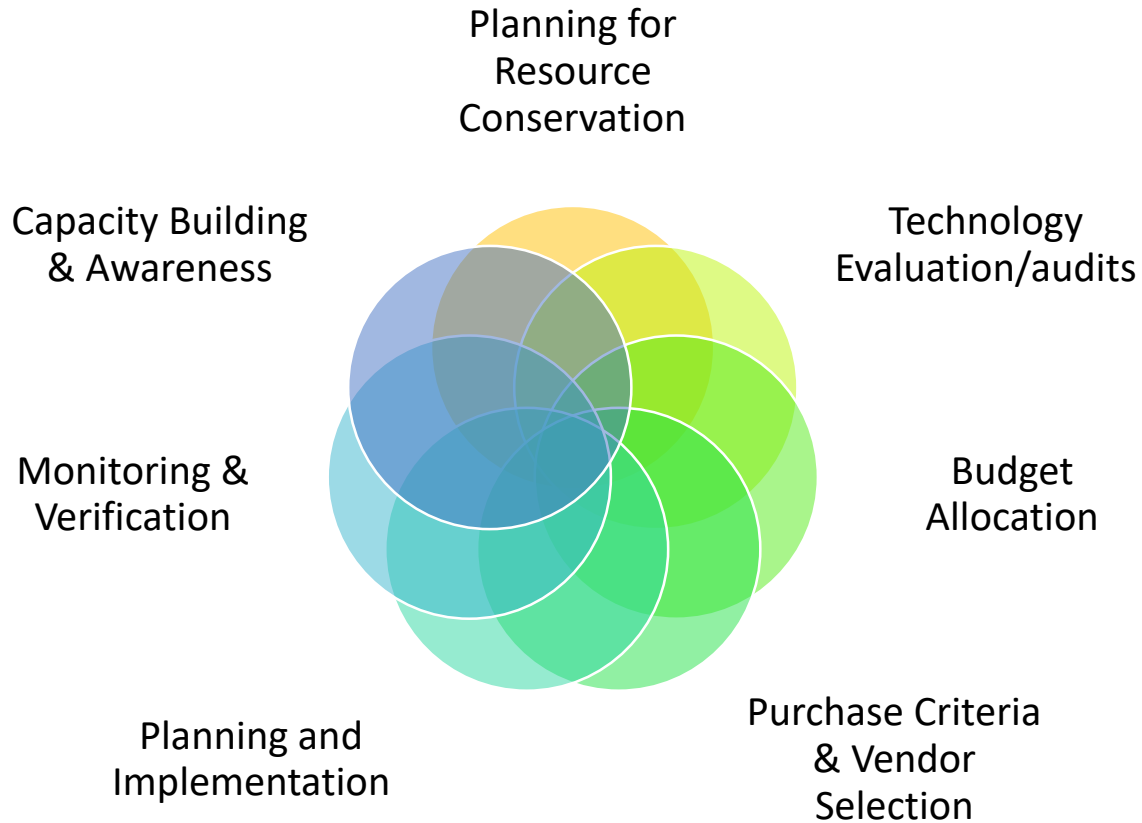 Planning for
Resource
Conservation
Technology
Evaluation/audits
Budget
Allocation
Purchase Criteria
& Vendor
Selection
Planning and
Implementation
Monitoring &
Verification
Capacity Building
& Awareness